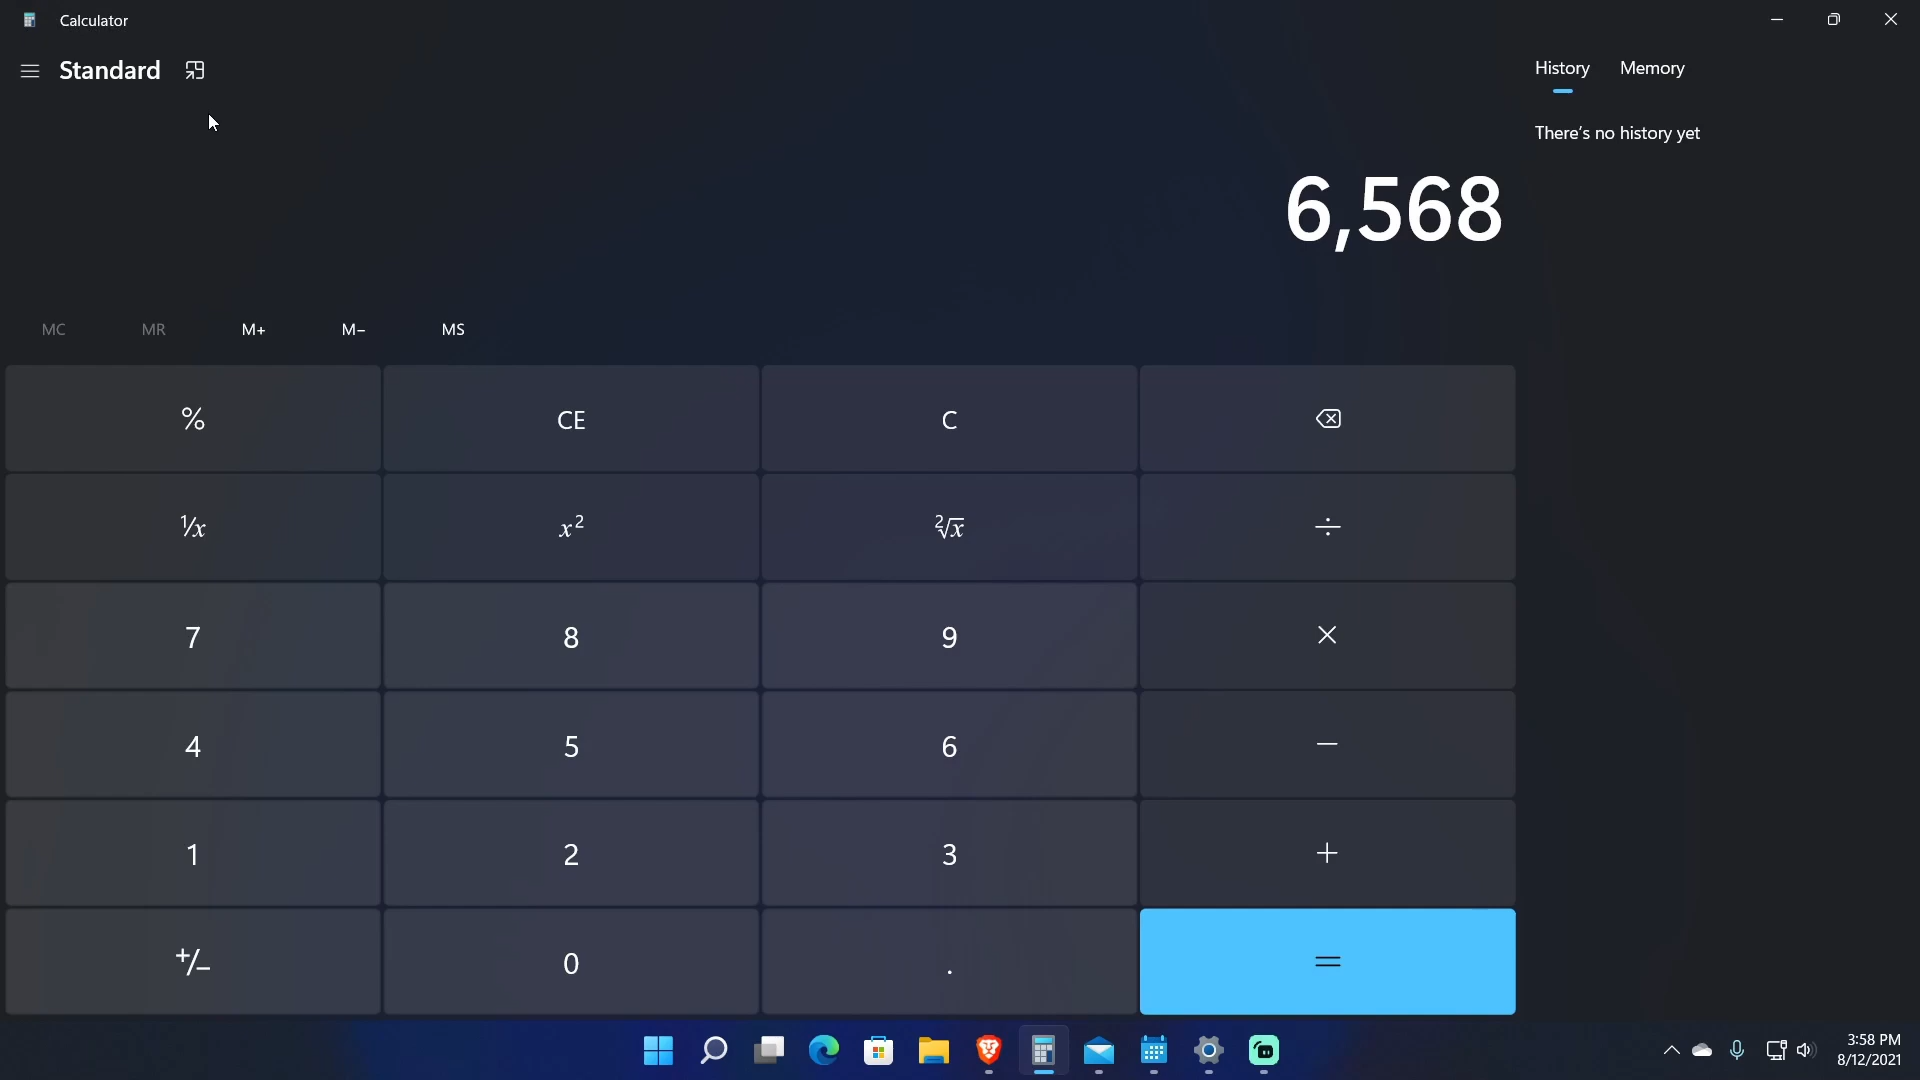 Calculator
Standard
History Memory
There's no history yet
6,568
MC MR M+ M− MS
% CE C
⅟x x² ²√x ÷
7 8 9 ×
4 5 6 −
1 2 3 +
+/− 0 . =
3:58 PM
8/12/2021